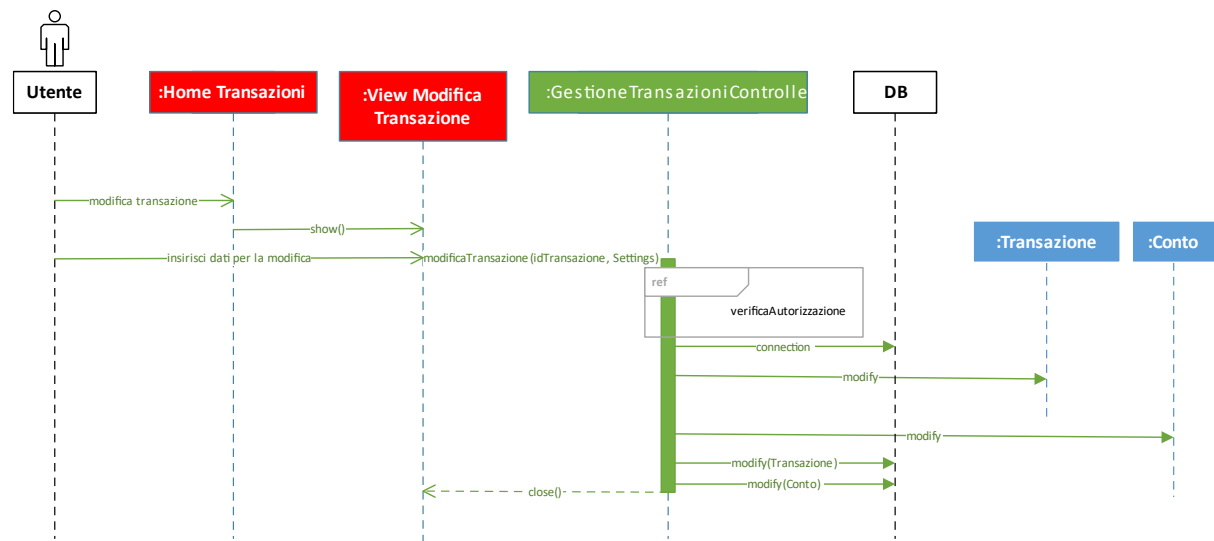 Utente
:Home Transazioni
:View Modifica
Transazione
:GestioneTransazioniControlle
DB
modifica transazione
show()
:Transazione
:Conto
insirisci dati per la modifica
modificaTransazione(idTransazione, Settings)
ref
verificaAutorizzazione
connection
modify
modify
modify(Transazione)
modify(Conto)
close()